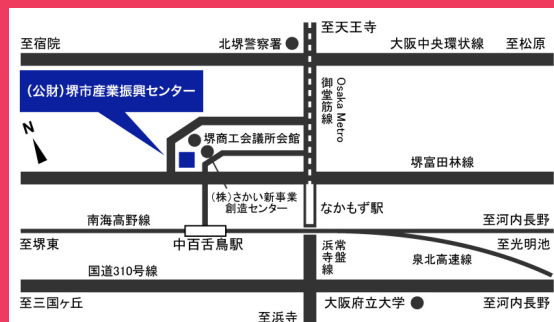 至天王寺
至宿院
北堺警察署
大阪中央環状線
至松原
(公財)堺市産業振興センター
Osaka Metro
御堂筋線
N
堺商工会議所会館
堺富田林線
(株)さかい新事業
創造センター
なかもず駅
南海高野線
至河内長野
至堺東
中百舌鳥駅
常盤
浜寺線
至光明池
泉北高速線
国道310号線
至三国ヶ丘
大阪府立大学
至河内長野
至浜寺